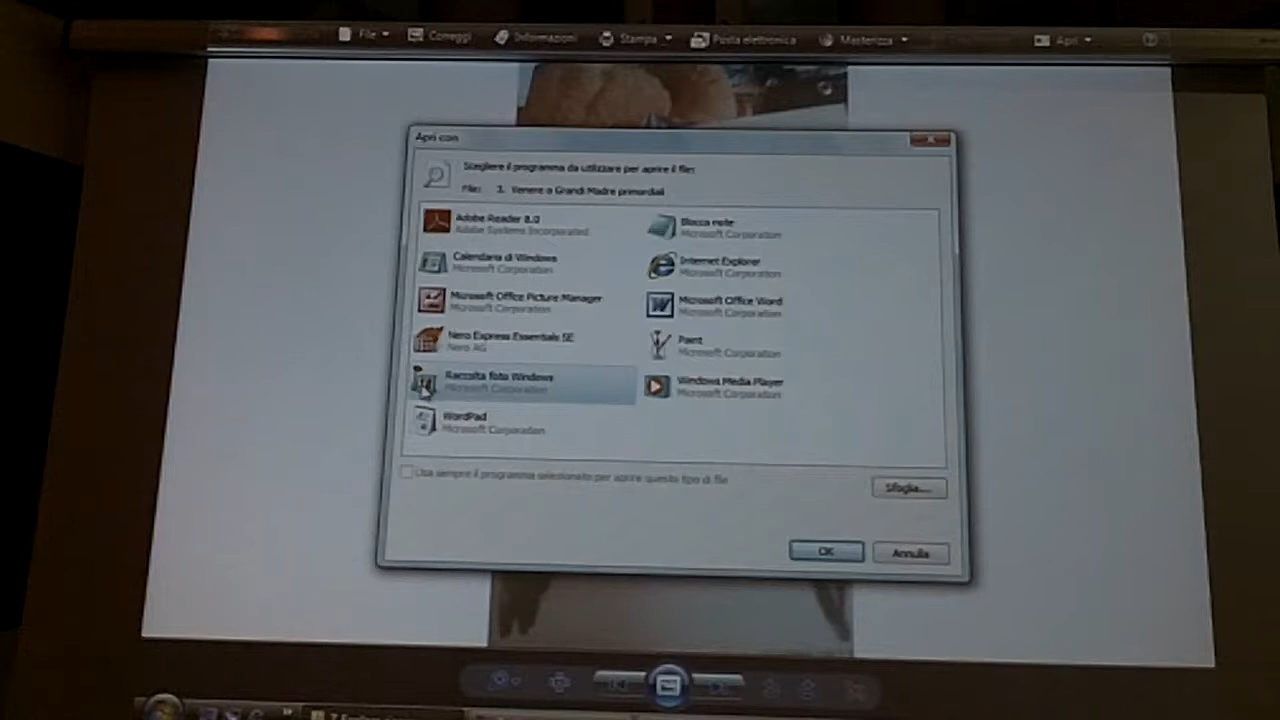 File Correggi Informazioni Stampa Posta elettronica Masterizza Apri
Apri con
Scegliere il programma da utilizzare per aprire il file:
File: 3. Venere a Grandi Madre primordiali
Adobe Reader 8.0
Adobe Systems Incorporated
Blocco note
Microsoft Corporation
Calendario di Windows
Microsoft Corporation
Internet Explorer
Microsoft Corporation
Microsoft Office Picture Manager
Microsoft Corporation
Microsoft Office Word
Microsoft Corporation
Nero Express Essentials SE
Nero AG
Paint
Microsoft Corporation
Raccolta foto Windows
Microsoft Corporation
Windows Media Player
Microsoft Corporation
WordPad
Microsoft Corporation
Usa sempre il programma selezionato per aprire questo tipo di file
Sfoglia...
OK
Annulla